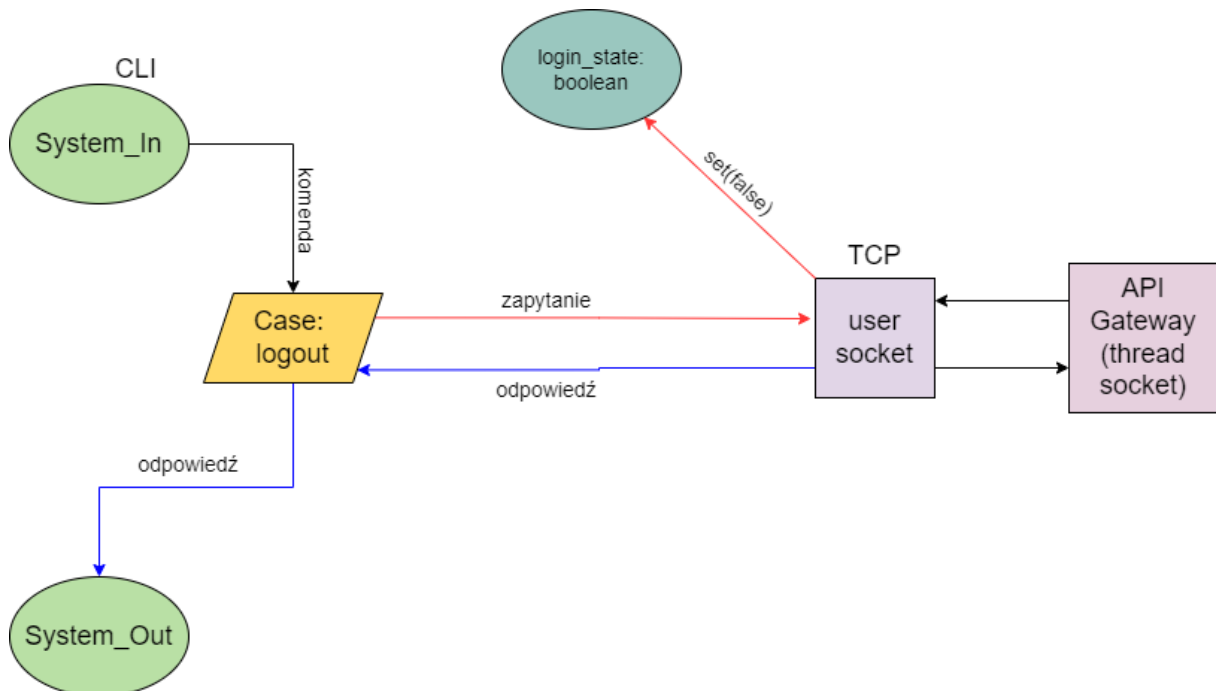 CLI
System_In
login_state:
boolean
komenda
set(false)
TCP
Case:
logout
zapytanie
user
socket
API
Gateway
(thread
socket)
odpowiedź
odpowiedź
System_Out